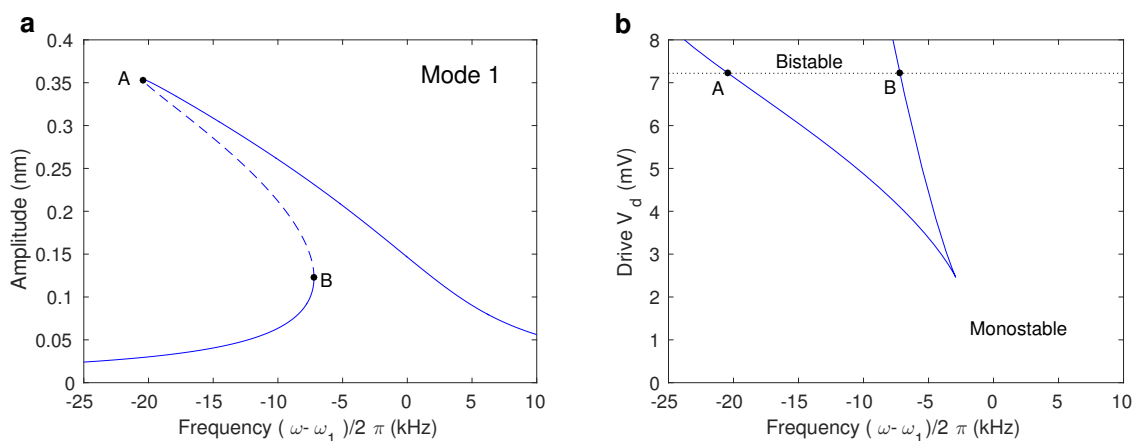 a
0.4
0.35
0.3
0.25
0.2
0.15
0.1
0.05
0
Amplitude (nm)
A
B
Mode 1
-25 -20 -15 -10 -5 0 5 10
Frequency ( ω- ω1 )/2 π (kHz)
b
8
7
6
5
4
3
2
1
0
Drive Vd (mV)
Bistable
A
B
Monostable
-25 -20 -15 -10 -5 0 5 10
Frequency ( ω- ω1 )/2 π (kHz)